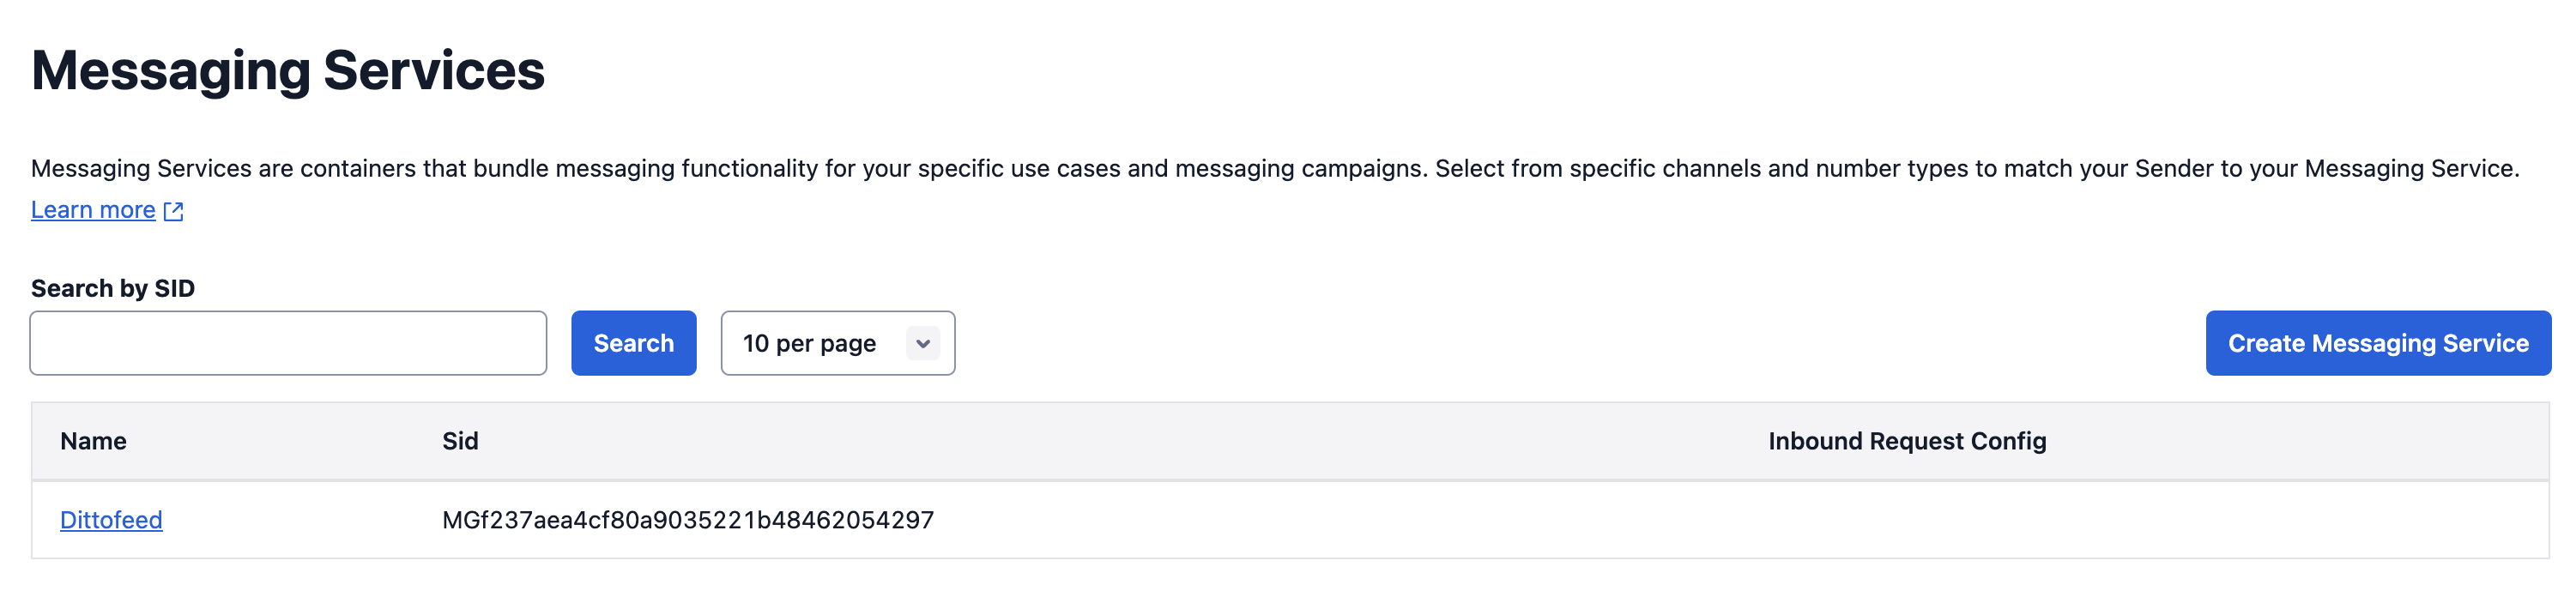 Messaging Services
Messaging Services are containers that bundle messaging functionality for your specific use cases and messaging campaigns. Select from specific channels and number types to match your Sender to your Messaging Service.
Learn more
Search by SID
Search
10 per page
Create Messaging Service
Name Sid Inbound Request Config
Dittofeed MGf237aea4cf80a9035221b48462054297